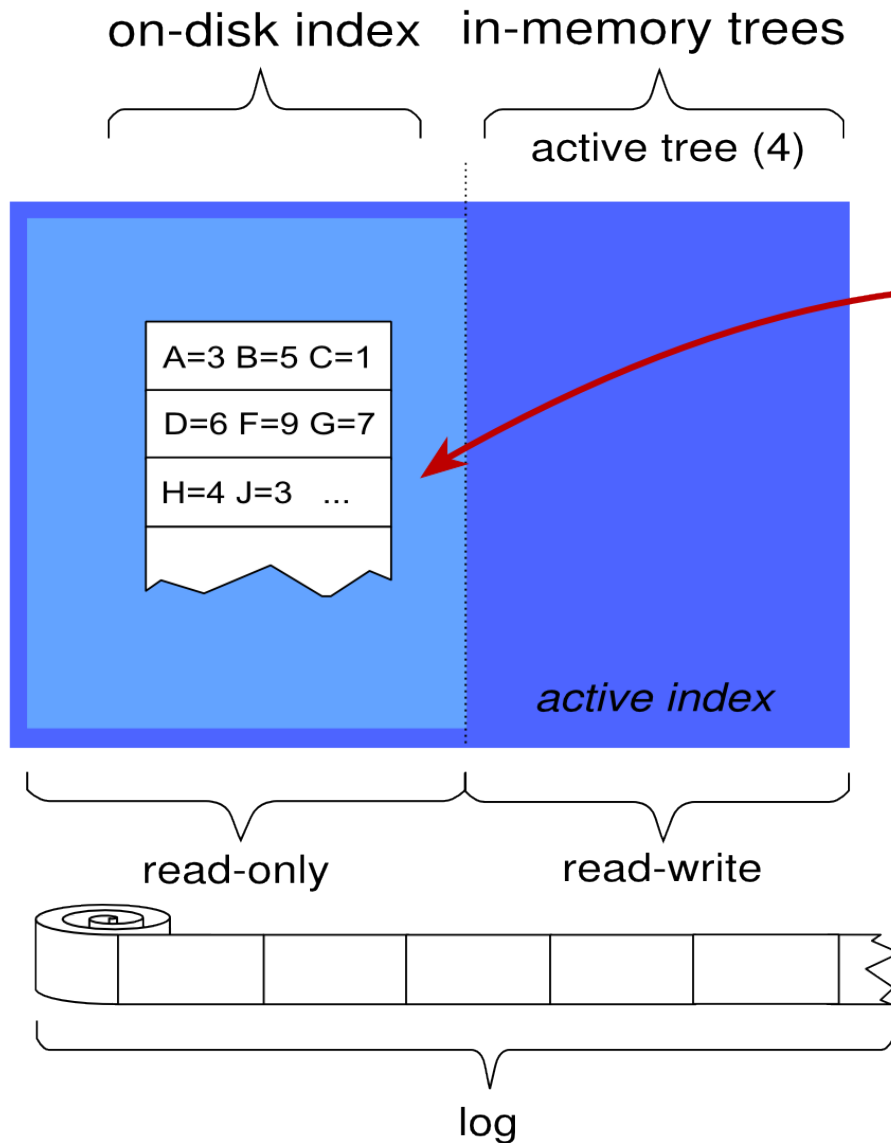 on-disk index in-memory trees
active tree (4)
A=3 B=5 C=1
D=6 F=9 G=7
H=4 J=3 ...
active index
read-only read-write
log